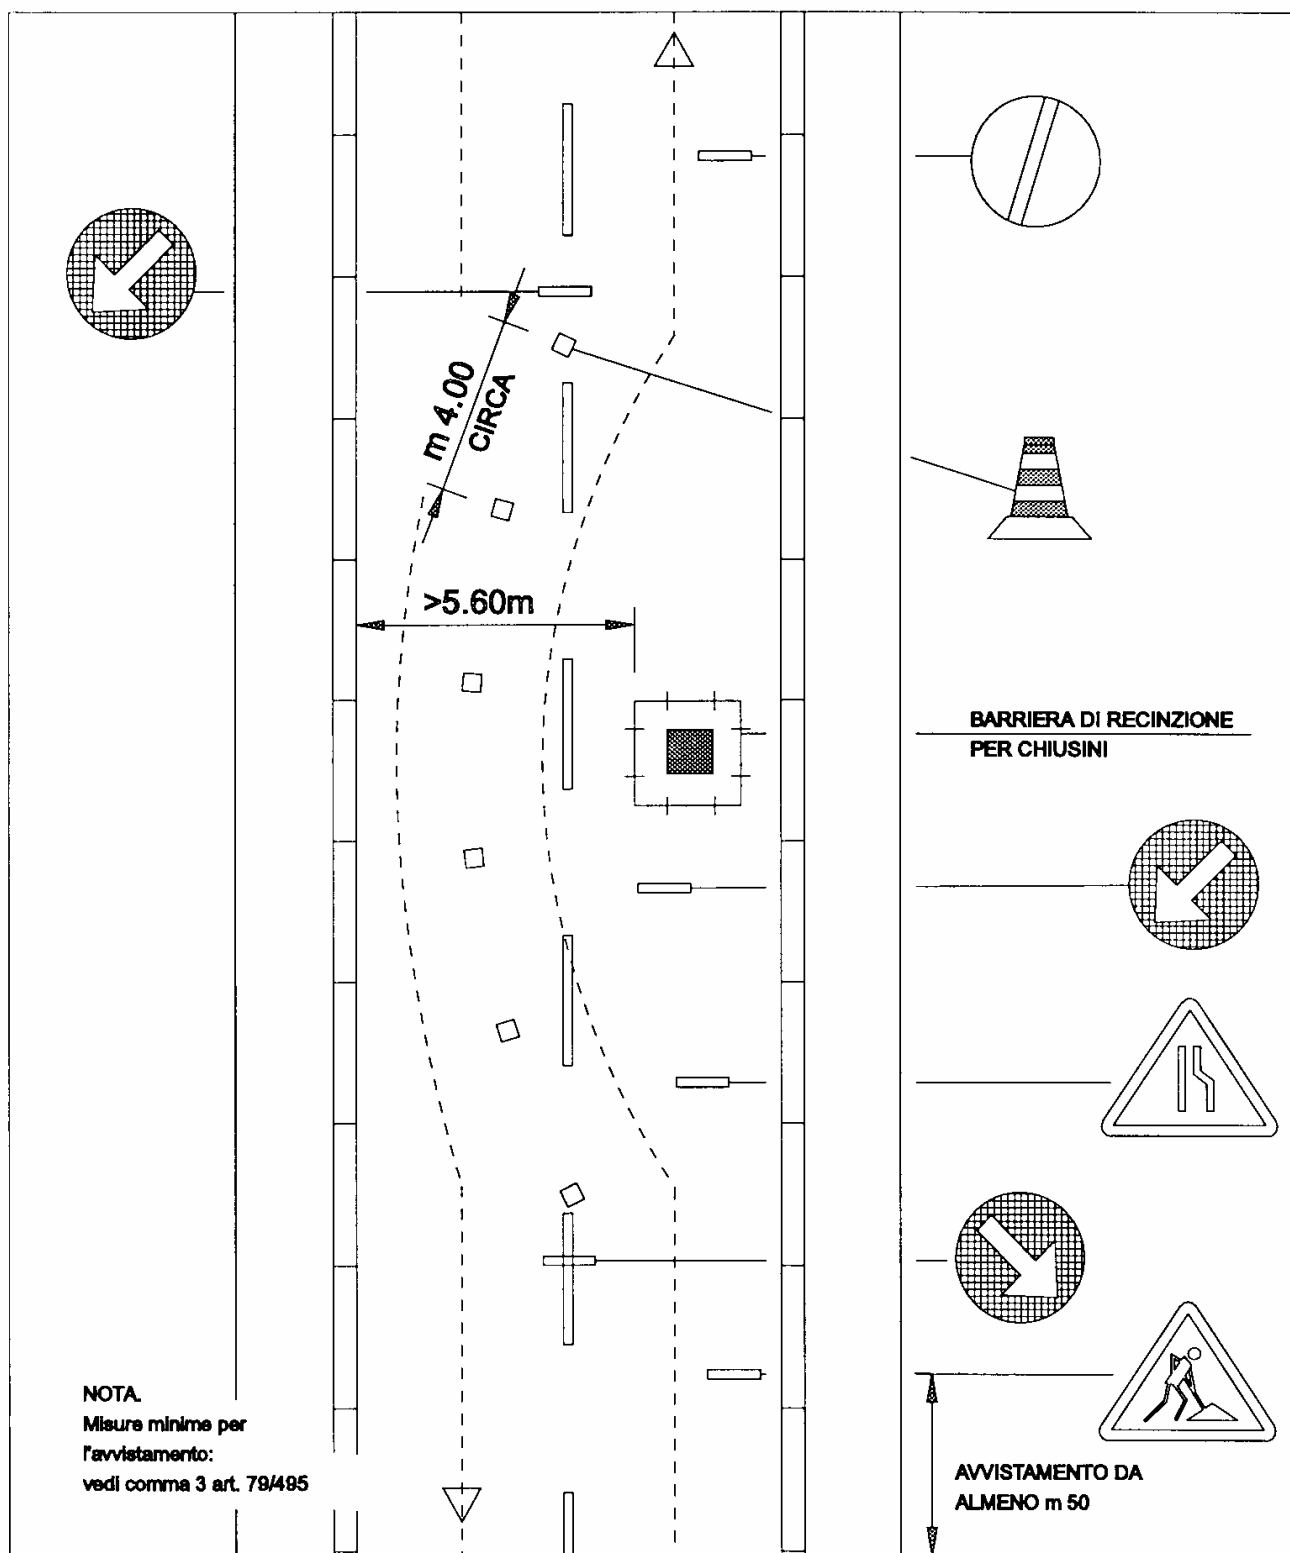 m 4.00
CIRCA
>5.60m
BARRIERA DI RECINZIONE
PER CHIUSINI
NOTA.
Misure minime per
l'avvistamento:
vedi comma 3 art. 79/495
AVVISTAMENTO DA
ALMENO m 50